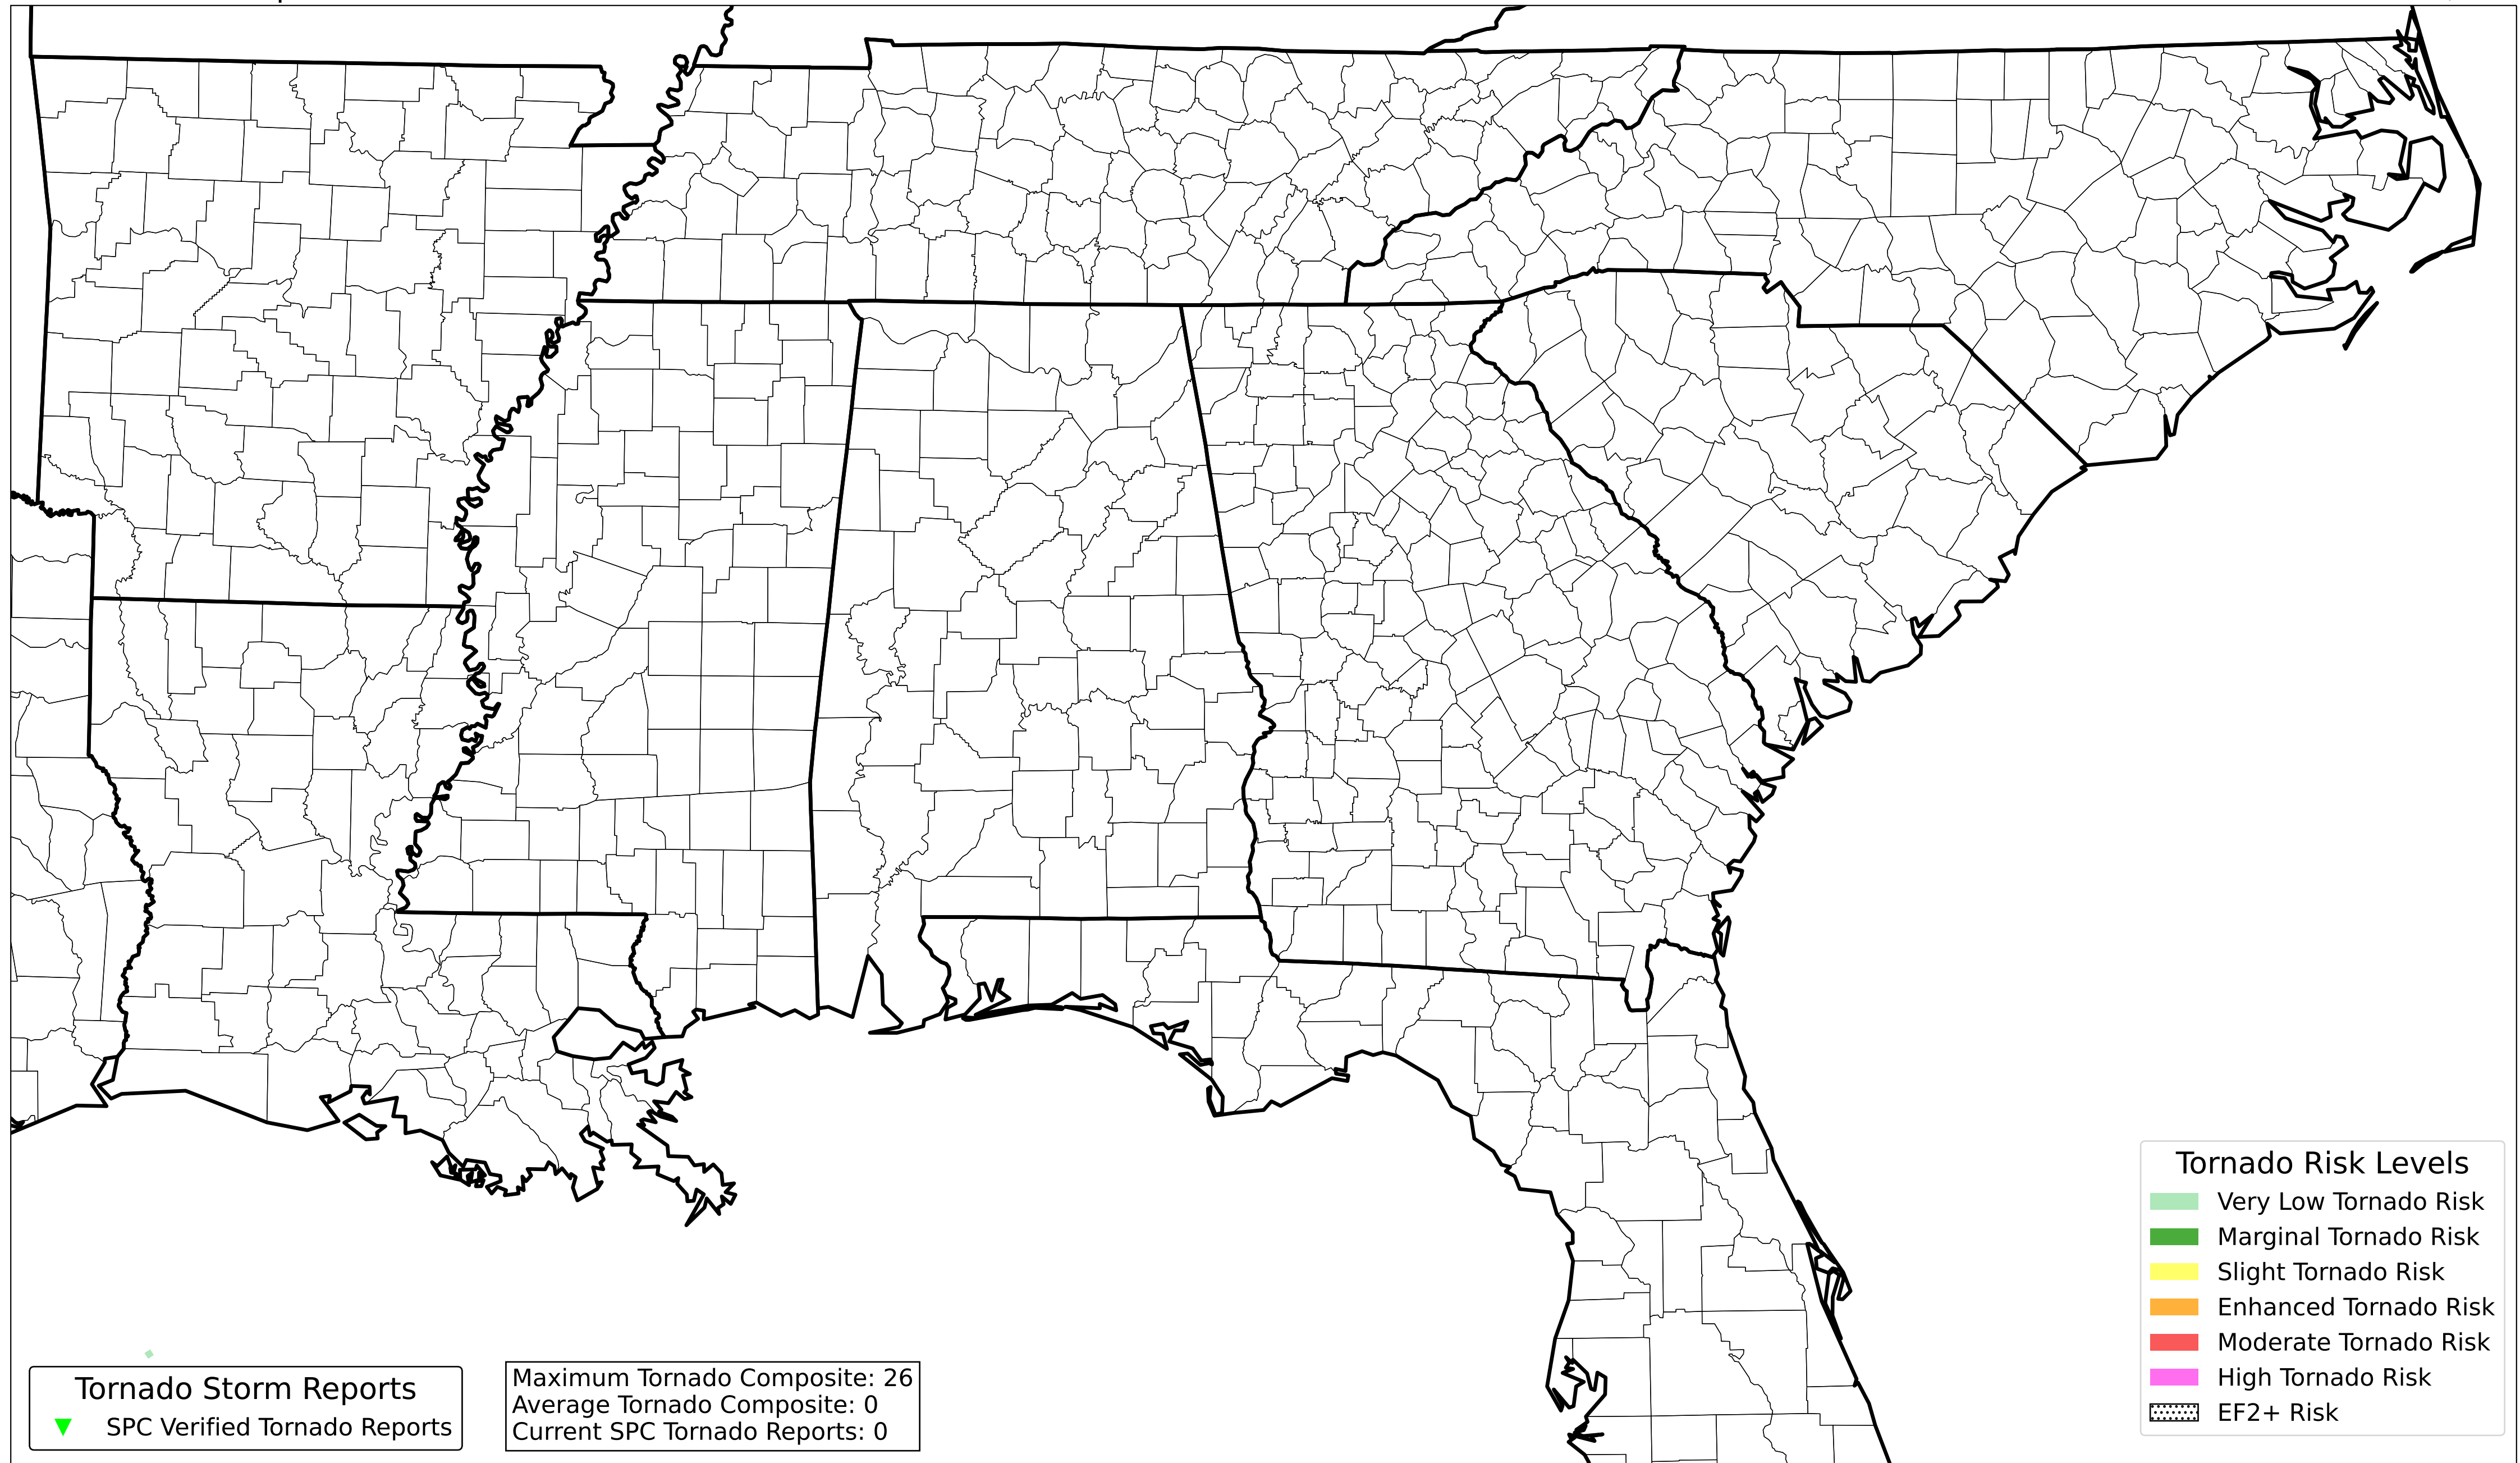 Tornado Storm Reports
SPC Verified Tornado Reports
Maximum Tornado Composite: 26
Average Tornado Composite: 0
Current SPC Tornado Reports: 0
Tornado Risk Levels
Very Low Tornado Risk
Marginal Tornado Risk
Slight Tornado Risk
Enhanced Tornado Risk
Moderate Tornado Risk
High Tornado Risk
EF2+ Risk